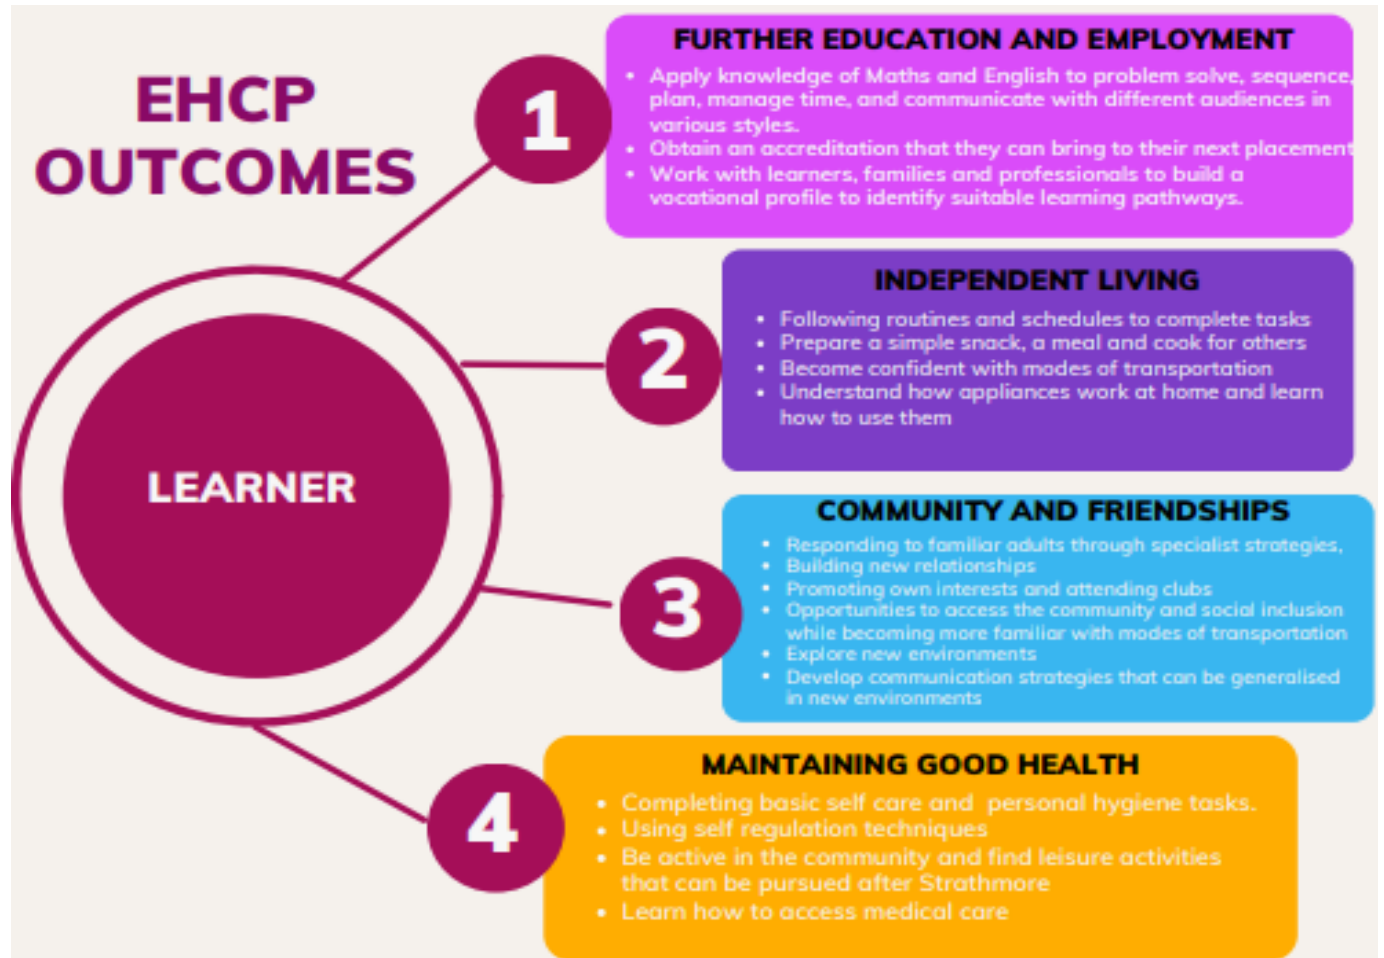 EHCP
OUTCOMES
LEARNER
1
FURTHER EDUCATION AND EMPLOYMENT
• Apply knowledge of Maths and English to problem solve, sequence,
plan, manage time, and communicate with different audiences in
various styles.
• Obtain an accreditation that they can bring to their next placement
• Work with learners, families and professionals to build a
vocational profile to identify suitable learning pathways.
2
INDEPENDENT LIVING
• Following routines and schedules to complete tasks
• Prepare a simple snack, a meal and cook for others
• Become confident with modes of transportation
• Understand how appliances work at home and learn
how to use them
3
COMMUNITY AND FRIENDSHIPS
• Responding to familiar adults through specialist strategies,
• Building new relationships
• Promoting own interests and attending clubs
• Opportunities to access the community and social inclusion
while becoming more familiar with modes of transportation
• Explore new environments
• Develop communication strategies that can be generalised
in new environments
4
MAINTAINING GOOD HEALTH
• Completing basic self care and  personal hygiene tasks.
• Using self regulation techniques
• Be active in the community and find leisure activities
that can be pursued after Strathmore
• Learn how to access medical care